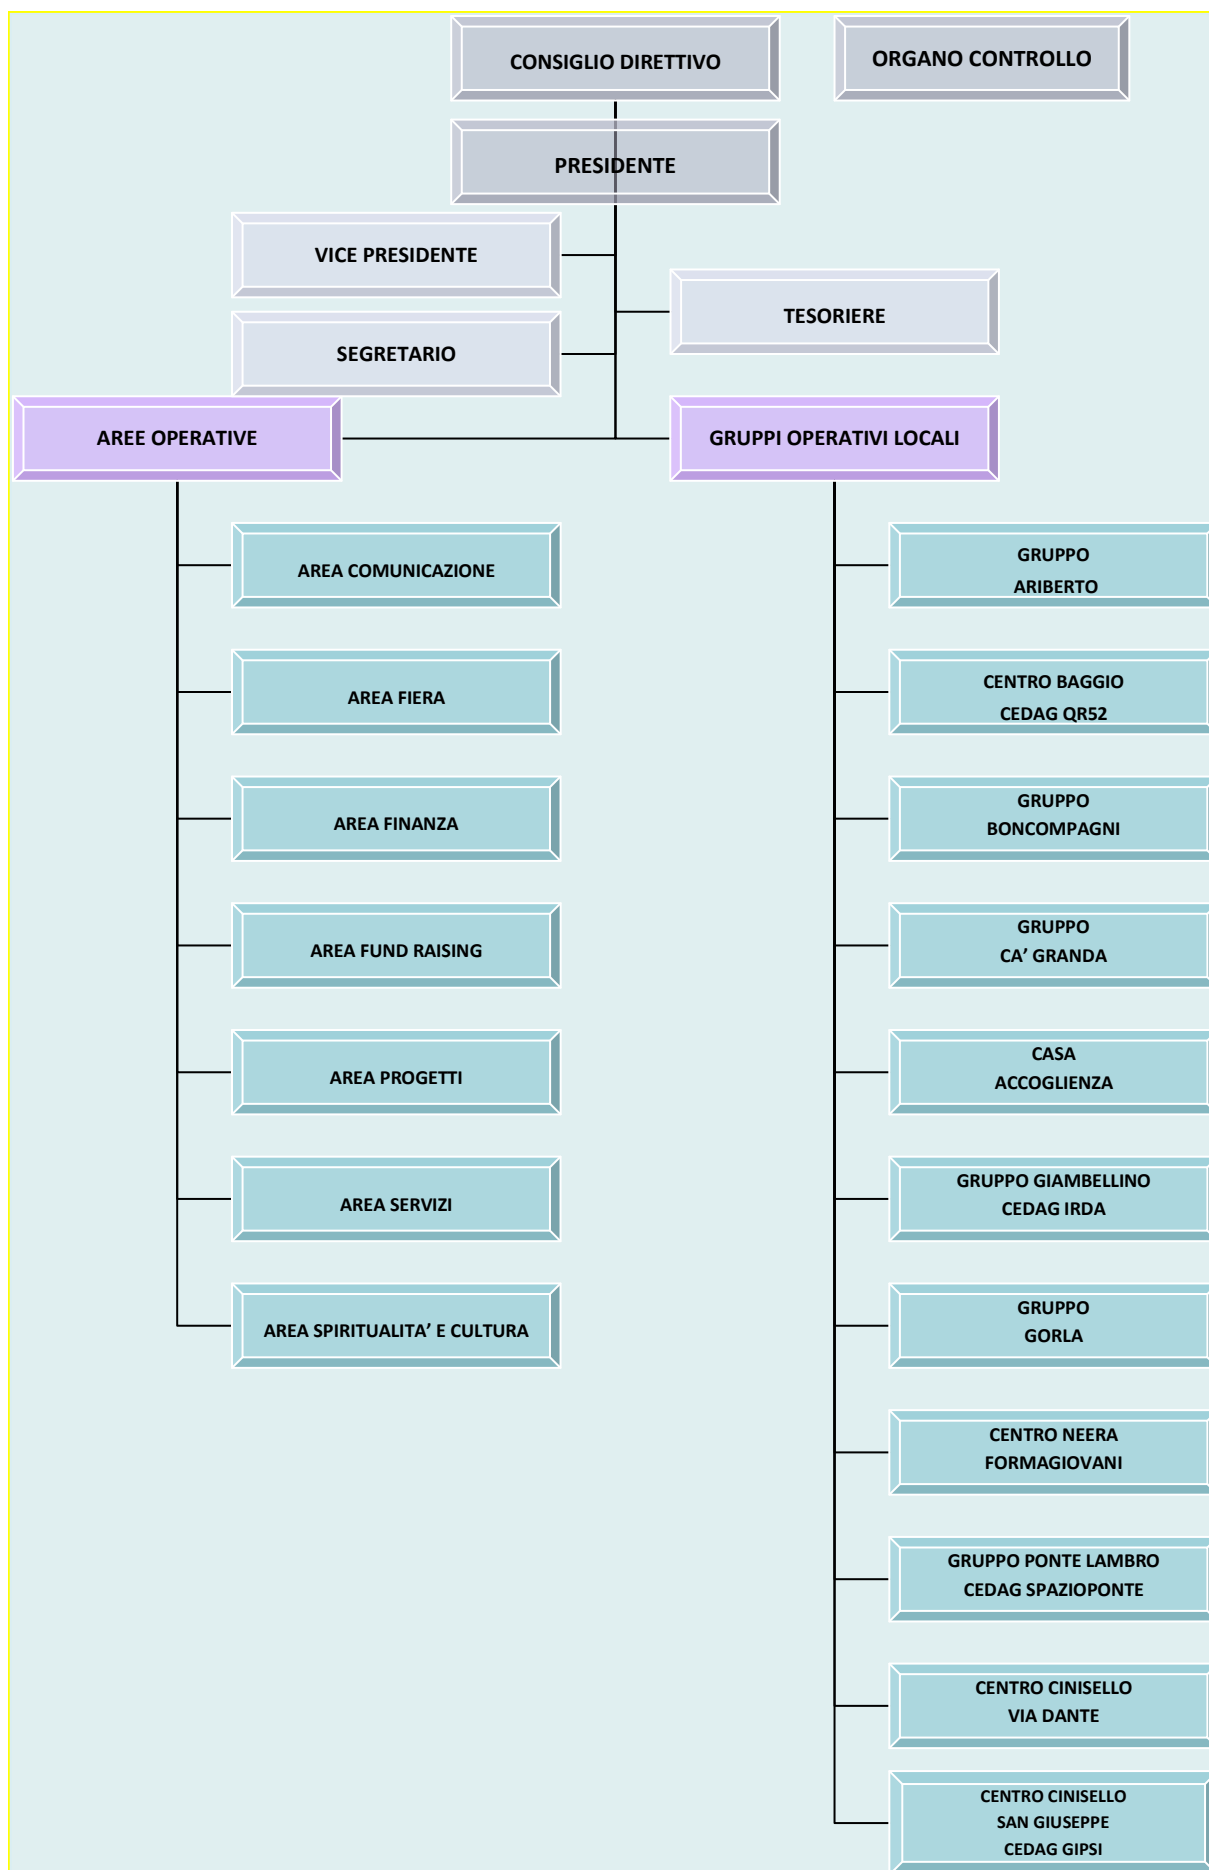 CONSIGLIO DIRETTIVO
ORGANO CONTROLLO
PRESIDENTE
VICE PRESIDENTE
TESORIERE
SEGRETARIO
AREE OPERATIVE
GRUPPI OPERATIVI LOCALI
AREA COMUNICAZIONE
AREA FIERA
AREA FINANZA
AREA FUND RAISING
AREA PROGETTI
AREA SERVIZI
AREA SPIRITUALITA’ E CULTURA
GRUPPO
ARIBERTO
CENTRO BAGGIO
CEDAG QR52
GRUPPO
BONCOMPAGNI
GRUPPO
CA’ GRANDA
CASA
ACCOGLIENZA
GRUPPO GIAMBELLINO
CEDAG IRDA
GRUPPO
GORLA
CENTRO NEERA
FORMAGIOVANI
GRUPPO PONTE LAMBRO
CEDAG SPAZIOPONTE
CENTRO CINISELLO
VIA DANTE
CENTRO CINISELLO
SAN GIUSEPPE
CEDAG GIPSI